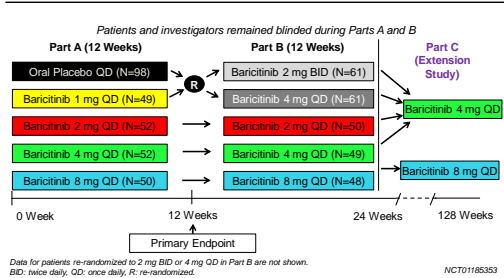 Patients and investigators remained blinded during Parts A and B
Part A (12 Weeks)
Part B (12 Weeks)
Part C
(Extension
Study)
Oral Placebo QD (N=98)
Baricitinib 1 mg QD (N=49)
Baricitinib 2 mg QD (N=52)
Baricitinib 4 mg QD (N=52)
Baricitinib 8 mg QD (N=50)
R
Baricitinib 2 mg BID (N=61)
Baricitinib 4 mg QD (N=61)
Baricitinib 2 mg QD (N=50)
Baricitinib 4 mg QD (N=49)
Baricitinib 8 mg QD (N=48)
Baricitinib 4 mg QD
Baricitinib 8 mg QD
0 Week
12 Weeks
24 Weeks
128 Weeks
Primary Endpoint
Data for patients re-randomized to 2 mg BID or 4 mg QD in Part B are not shown.
BID: twice daily, QD: once daily, R: re-randomized.
NCT01185353